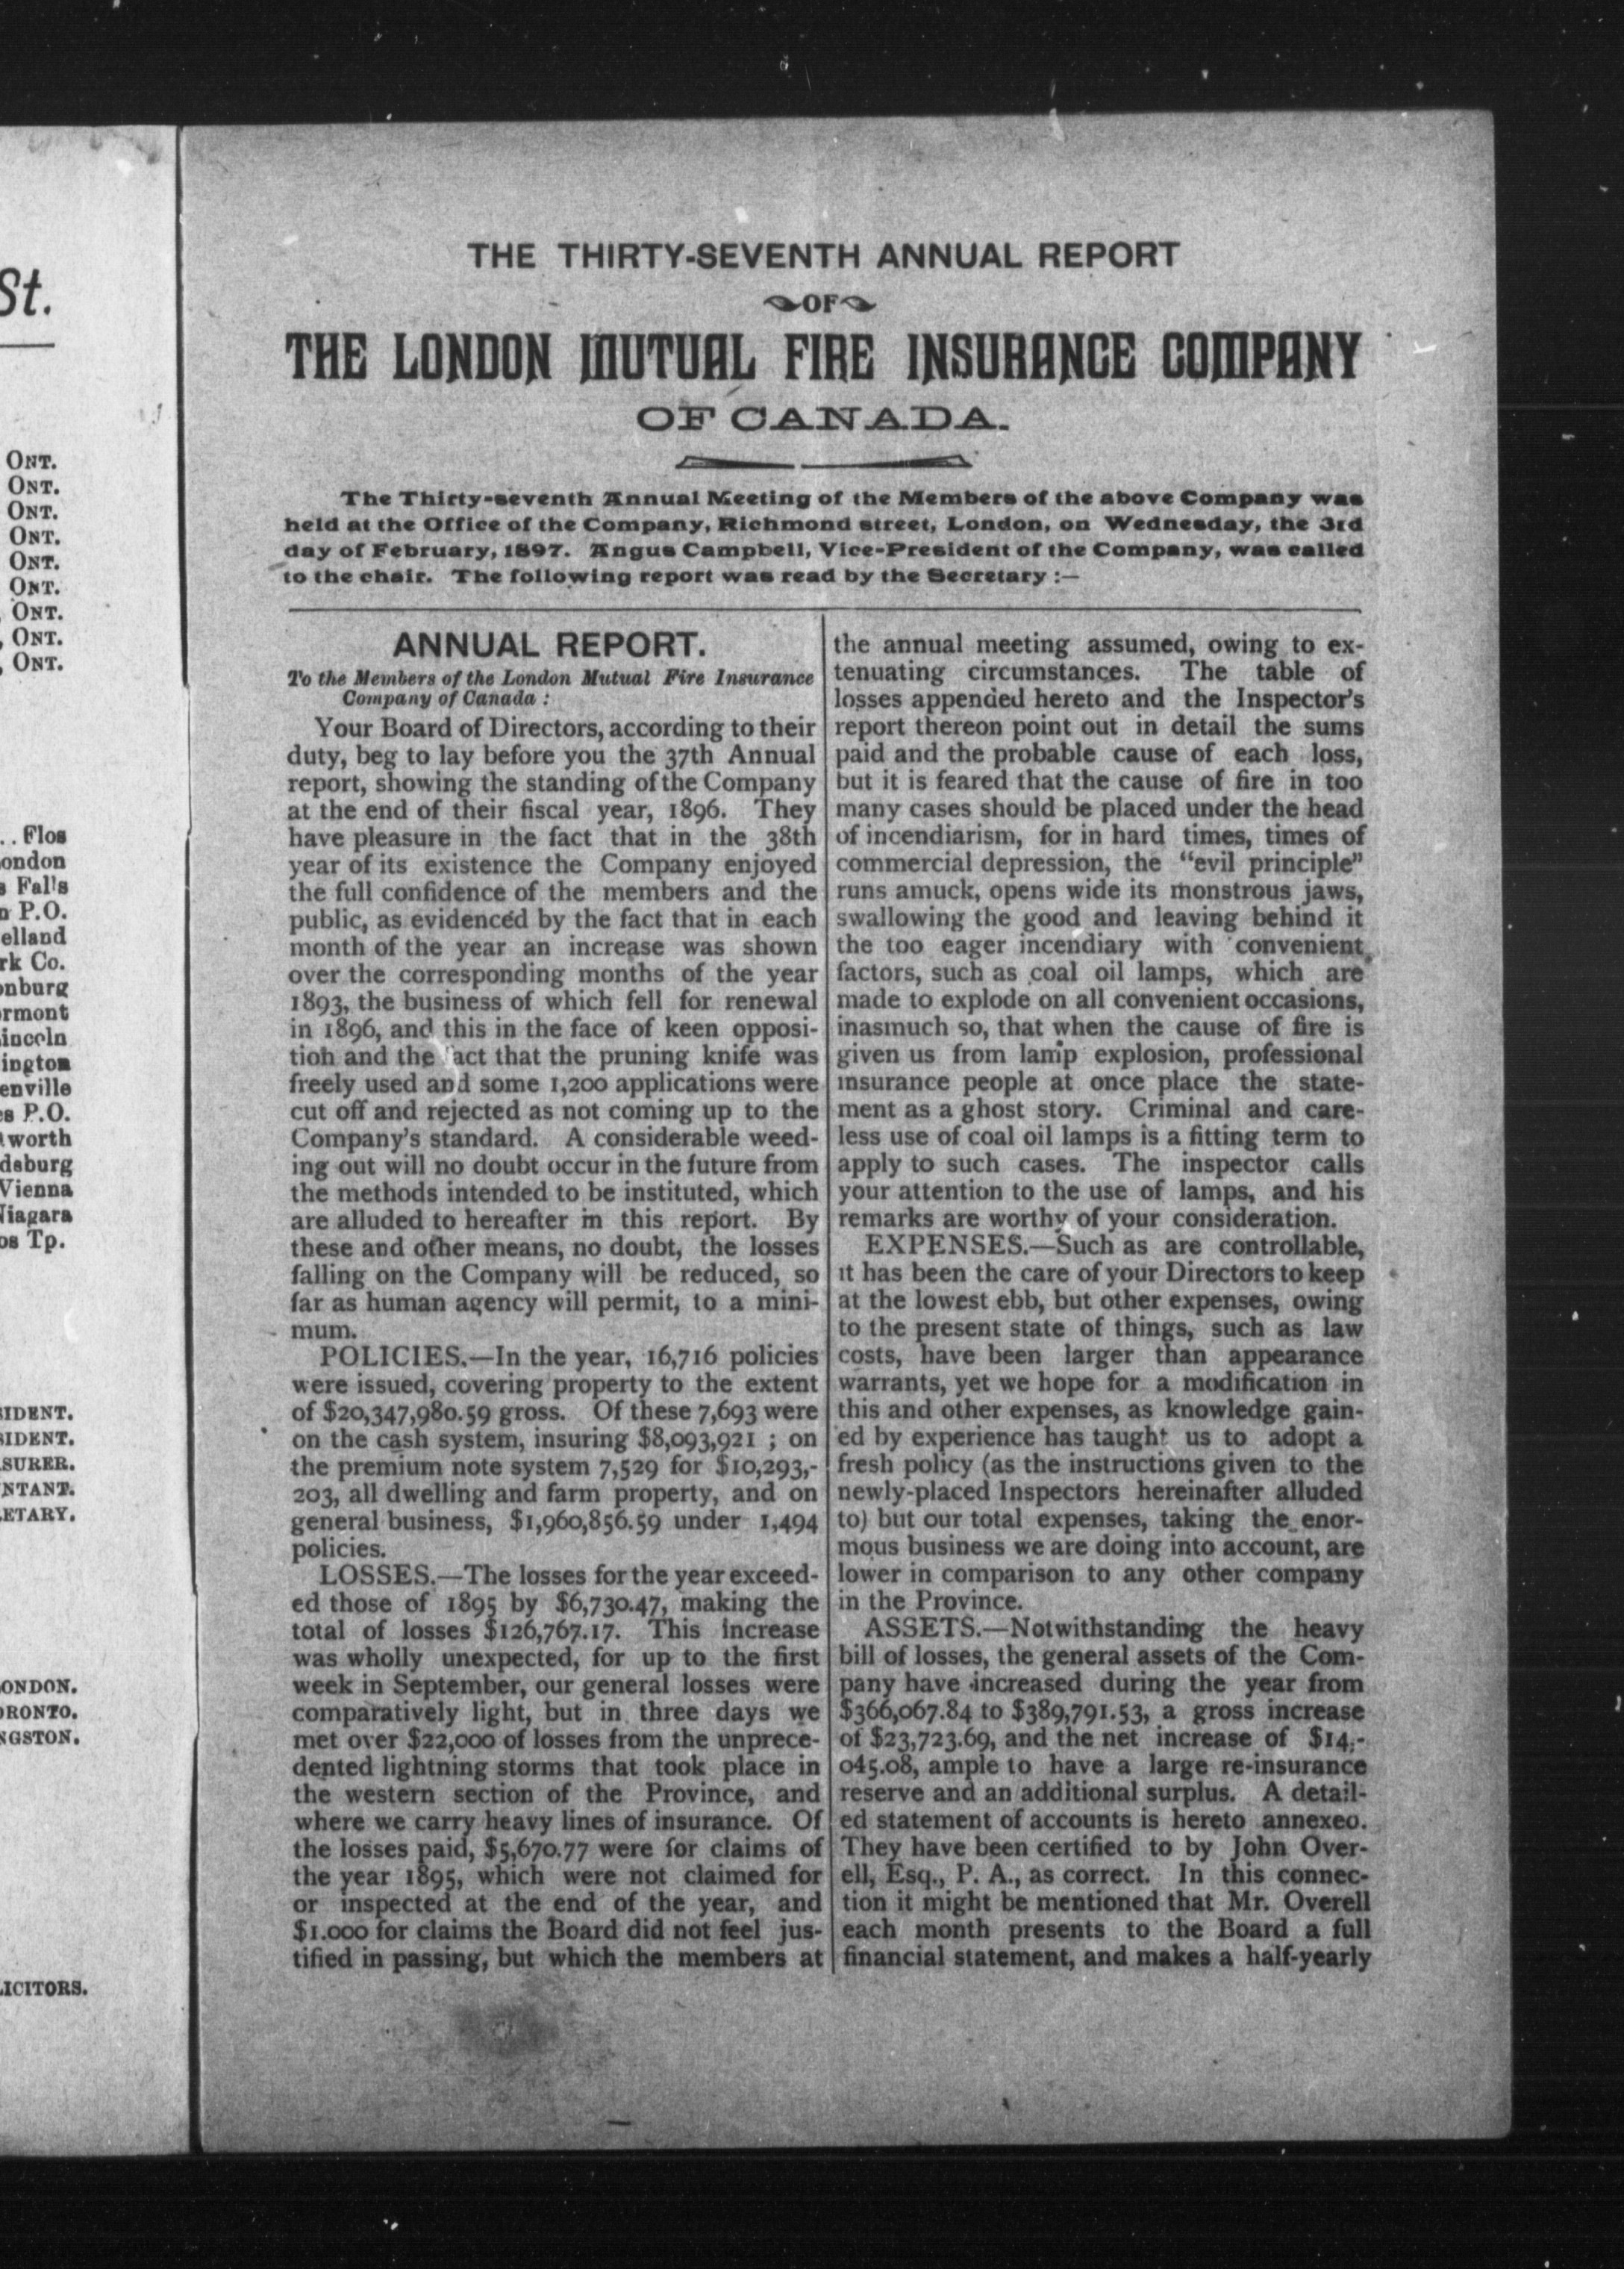 St.
ONT.
ONT.
ONT.
ONT.
ONT.
ONT.
ONT.
ONT.
ONT.
Flos
ondon
Fal's
P.O.
elland
rk Co.
nburg
rmont
incoln
ington
enville
P.O.
worth
dsburg
Vienna
Niagara
os Tp.
SIDENT.
SIDENT.
SURER.
NTANT.
ETARY.
ONDON.
ORONTO.
NGSTON.
LICITORS.
THE THIRTY-SEVENTH ANNUAL REPORT
OF
THE LONDON MUTUAL FIRE INSURANCE COMPANY
OF CANADA.
The Thirty-seventh Annual Meeting of the Members of the above Company was
held at the Office of the Company, Richmond street, London, on Wednesday, the 3rd
day of February, 1897. Angus Campbell, Vice-President of the Company, was called
to the chair. The following report was read by the Secretary :—
ANNUAL REPORT.
To the Members of the London Mutual Fire Insurance
Company of Canada :
Your Board of Directors, according to their
duty, beg to lay before you the 37th Annual
report, showing the standing of the Company
at the end of their fiscal year, 1896. They
have pleasure in the fact that in the 38th
year of its existence the Company enjoyed
the full confidence of the members and the
public, as evidenced by the fact that in each
month of the year an increase was shown
over the corresponding months of the year
1893, the business of which fell for renewal
in 1896, and this in the face of keen opposi-
tion and the fact that the pruning knife was
freely used and some 1,200 applications were
cut off and rejected as not coming up to the
Company's standard. A considerable weed-
ing out will no doubt occur in the future from
the methods intended to be instituted, which
are alluded to hereafter in this report. By
these and other means, no doubt, the losses
falling on the Company will be reduced, so
far as human agency will permit, to a mini-
mum.
POLICIES.—In the year, 16,716 policies
were issued, covering property to the extent
of $20,347,980.59 gross. Of these 7,693 were
on the cash system, insuring $8,093,921 ; on
the premium note system 7,529 for $10,293,-
203, all dwelling and farm property, and on
general business, $1,960,856.59 under 1,494
policies.
LOSSES.—The losses for the year exceed-
ed those of 1895 by $6,730.47, making the
total of losses $126,767.17. This increase
was wholly unexpected, for up to the first
week in September, our general losses were
comparatively light, but in three days we
met over $22,000 of losses from the unprece-
dented lightning storms that took place in
the western section of the Province, and
where we carry heavy lines of insurance. Of
the losses paid, $5,670.77 were for claims of
the year 1895, which were not claimed for
or inspected at the end of the year, and
$1.000 for claims the Board did not feel jus-
tified in passing, but which the members at
the annual meeting assumed, owing to ex-
tenuating circumstances. The table of
losses appended hereto and the Inspector's
report thereon point out in detail the sums
paid and the probable cause of each loss,
but it is feared that the cause of fire in too
many cases should be placed under the head
of incendiarism, for in hard times, times of
commercial depression, the "evil principle"
runs amuck, opens wide its monstrous jaws,
swallowing the good and leaving behind it
the too eager incendiary with convenient
factors, such as coal oil lamps, which are
made to explode on all convenient occasions,
inasmuch so, that when the cause of fire is
given us from lamp explosion, professional
insurance people at once place the state-
ment as a ghost story. Criminal and care-
less use of coal oil lamps is a fitting term to
apply to such cases. The inspector calls
your attention to the use of lamps, and his
remarks are worthy of your consideration.
EXPENSES.—Such as are controllable,
it has been the care of your Directors to keep
at the lowest ebb, but other expenses, owing
to the present state of things, such as law
costs, have been larger than appearance
warrants, yet we hope for a modification in
this and other expenses, as knowledge gain-
ed by experience has taught us to adopt a
fresh policy (as the instructions given to the
newly-placed Inspectors hereinafter alluded
to) but our total expenses, taking the enor-
mous business we are doing into account, are
lower in comparison to any other company
in the Province.
ASSETS.—Notwithstanding the heavy
bill of losses, the general assets of the Com-
pany have increased during the year from
$366,067.84 to $389,791.53, a gross increase
of $23,723.69, and the net increase of $14,-
045.08, ample to have a large re-insurance
reserve and an additional surplus. A detail-
ed statement of accounts is hereto annexeo.
They have been certified to by John Over-
ell, Esq., P. A., as correct. In this connec-
tion it might be mentioned that Mr. Overell
each month presents to the Board a full
financial statement, and makes a half-yearly